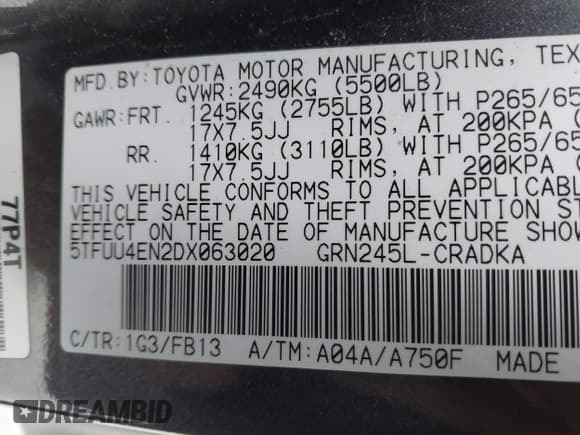 MFD.BY:TOYOTA MOTOR MANUFACTURING, TEX
GVWR:2490KG (5500LB)
GAWR:FRT. 1245KG (2755LB) WITH P265/65
17X7.5JJ RIMS, AT 200KPA (
RR. 1410KG (3110LB) WITH P265/65
17X7.5JJ RIMS, AT 200KPA (
THIS VEHICLE CONFORMS TO ALL APPLICABLE
VEHICLE SAFETY AND THEFT PREVENTION ST
EFFECT ON THE DATE OF MANUFACTURE SHOW
5TFUU4EN2DX063020 GRN245L-CRADKA
C/TR:1G3/FB13 A/TM:A04A/A750F MADE
77P4T
DREAMBID